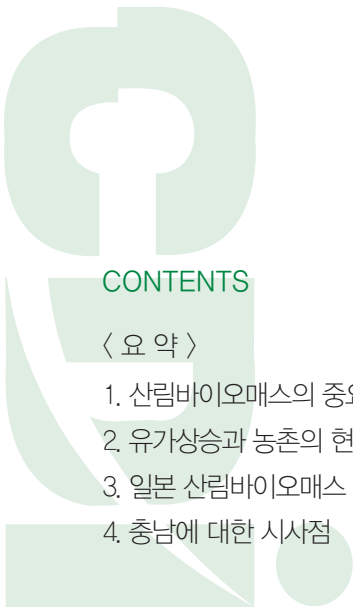 CONTENTS
〈 요 약 〉
1. 산림바이오매스의
2. 유가상승과 농촌의
3. 일본 산림바이오매스
4. 충남에 대한 시사점